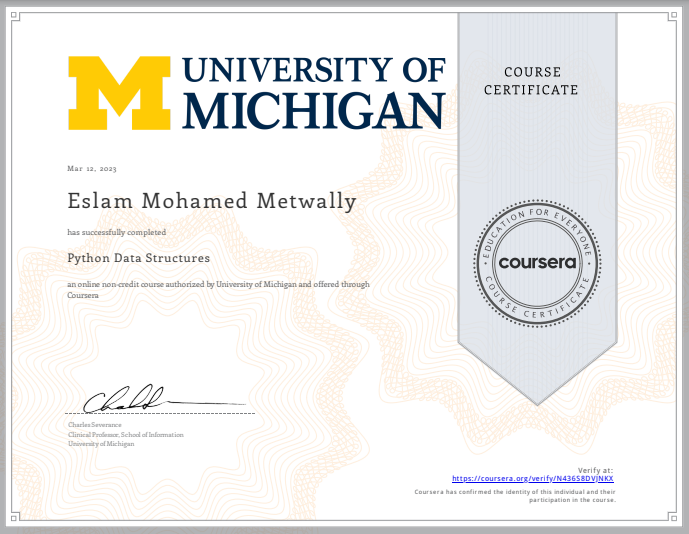 UNIVERSITY OF
MICHIGAN
COURSE
CERTIFICATE
Mar 12, 2023
Eslam Mohamed Metwally
has successfully completed
Python Data Structures
an online non-credit course authorized by University of Michigan and offered through
Coursera
EDUCATION FOR EVERYONE
coursera
COURSE CERTIFICATE
Charles Severance
Clinical Professor, School of Information
University of Michigan
Verify at:
https://coursera.org/verify/N436S8DVJNKX
Coursera has confirmed the identity of this individual and their
participation in the course.